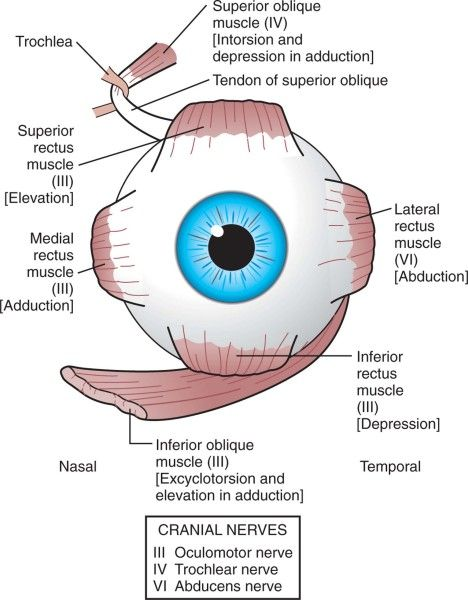 Superior oblique
muscle (IV)
[Intorsion and
depression in adduction]
Trochlea
Tendon of superior oblique
Superior
rectus
muscle
(III)
[Elevation]
Lateral
rectus
muscle
(VI)
[Abduction]
Medial
rectus
muscle
(III)
[Adduction]
Inferior
rectus
muscle
(III)
[Depression]
Inferior oblique
muscle (III)
[Excyclotorsion and
elevation in adduction]
Nasal
Temporal
CRANIAL NERVES
III Oculomotor nerve
IV Trochlear nerve
VI Abducens nerve